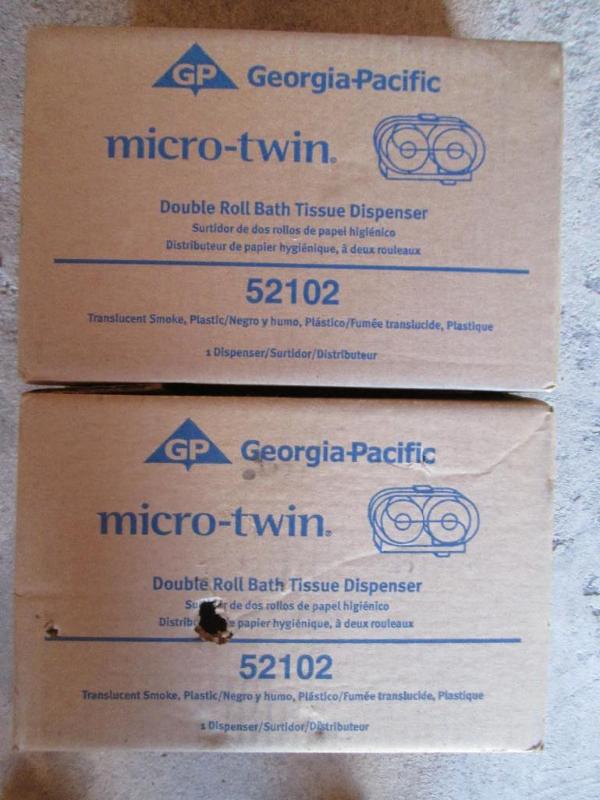 GP Georgia-Pacific
micro-twin®
Double Roll Bath Tissue Dispenser
Surtidor de dos rollos de papel higiénico
Distributeur de papier hygiénique, à deux rouleaux
52102
Translucent Smoke, Plastic/Negro y humo, Plástico/Fumée translucide, Plastique
1 Dispenser/Surtidor/Distributeur
GP Georgia-Pacific
micro-twin®
Double Roll Bath Tissue Dispenser
de dos rollos de papel higiénico
papier hygiénique, à deux rouleaux
52102
Translucent Smoke, Plastic/Negro y humo, Plástico/Fumée translucide, Plastique
1 Dispenser/Surtidor/Distributeur